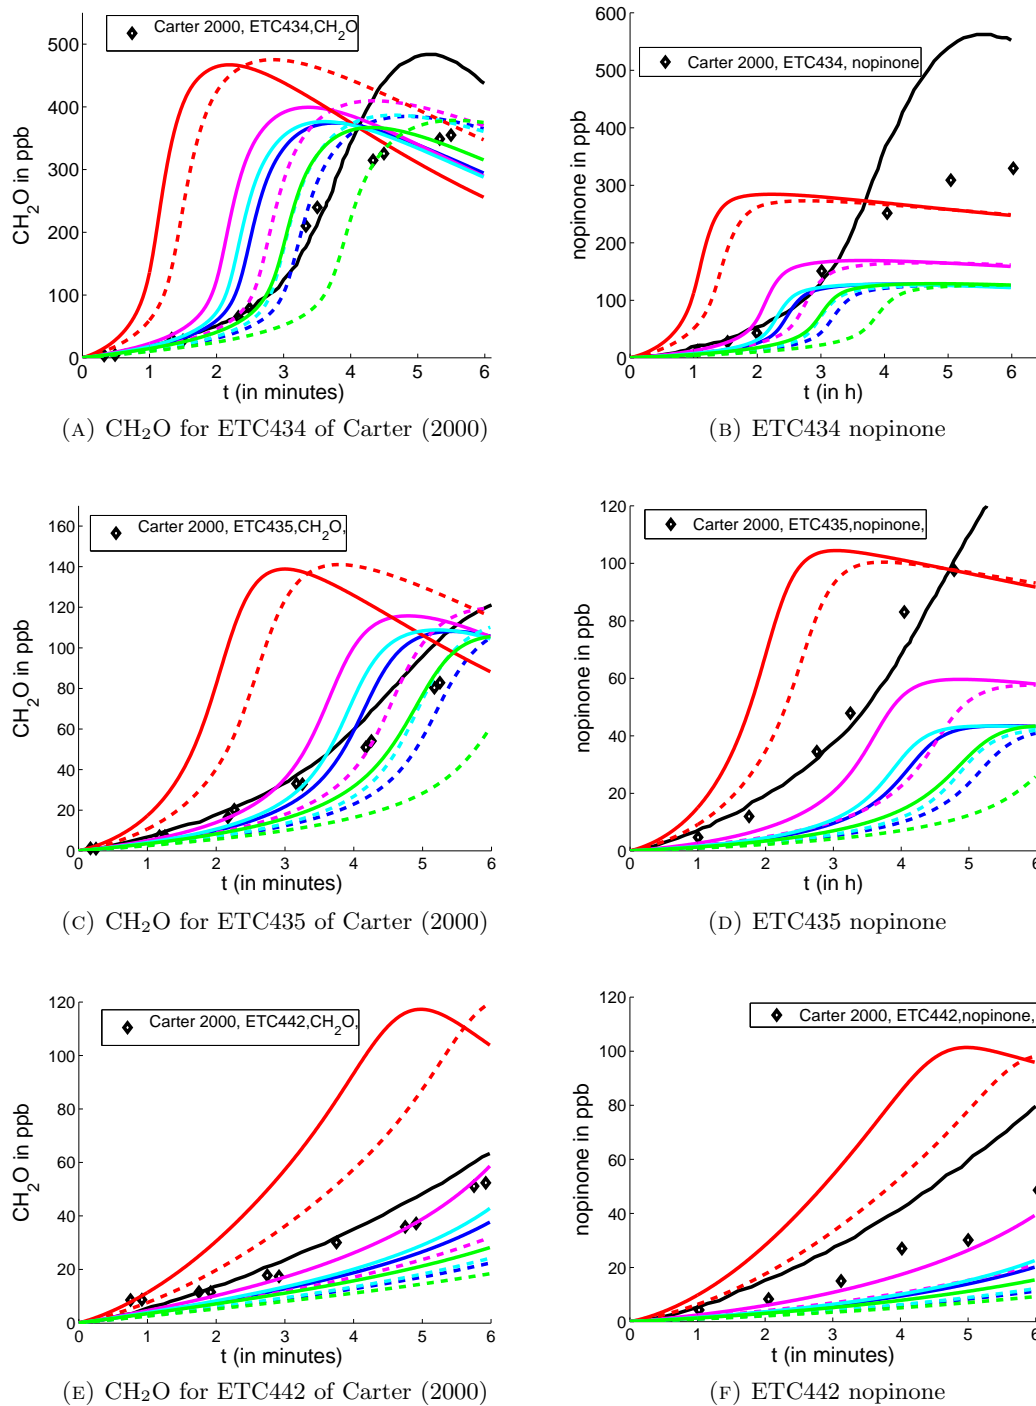 Carter 2000, ETC434,CH2O
CH2O in ppb
500
400
300
200
100
0
0 1 2 3 4 5 6
t (in minutes)
(A) CH2O for ETC434 of Carter (2000)
Carter 2000, ETC434, nopinone
nopinone in ppb
600
500
400
300
200
100
0
0 1 2 3 4 5 6
t (in h)
(B) ETC434 nopinone
Carter 2000, ETC435,CH2O,
CH2O in ppb
160
140
120
100
80
60
40
20
0
0 1 2 3 4 5 6
t (in minutes)
(C) CH2O for ETC435 of Carter (2000)
Carter 2000, ETC435,nopinone,
nopinone in ppb
120
100
80
60
40
20
0
0 1 2 3 4 5 6
t (in h)
(D) ETC435 nopinone
Carter 2000, ETC442,CH2O,
CH2O in ppb
120
100
80
60
40
20
0
0 1 2 3 4 5 6
t (in minutes)
(E) CH2O for ETC442 of Carter (2000)
Carter 2000, ETC442,nopinone,
nopinone in ppb
120
100
80
60
40
20
0
0 1 2 3 4 5 6
t (in minutes)
(F) ETC442 nopinone